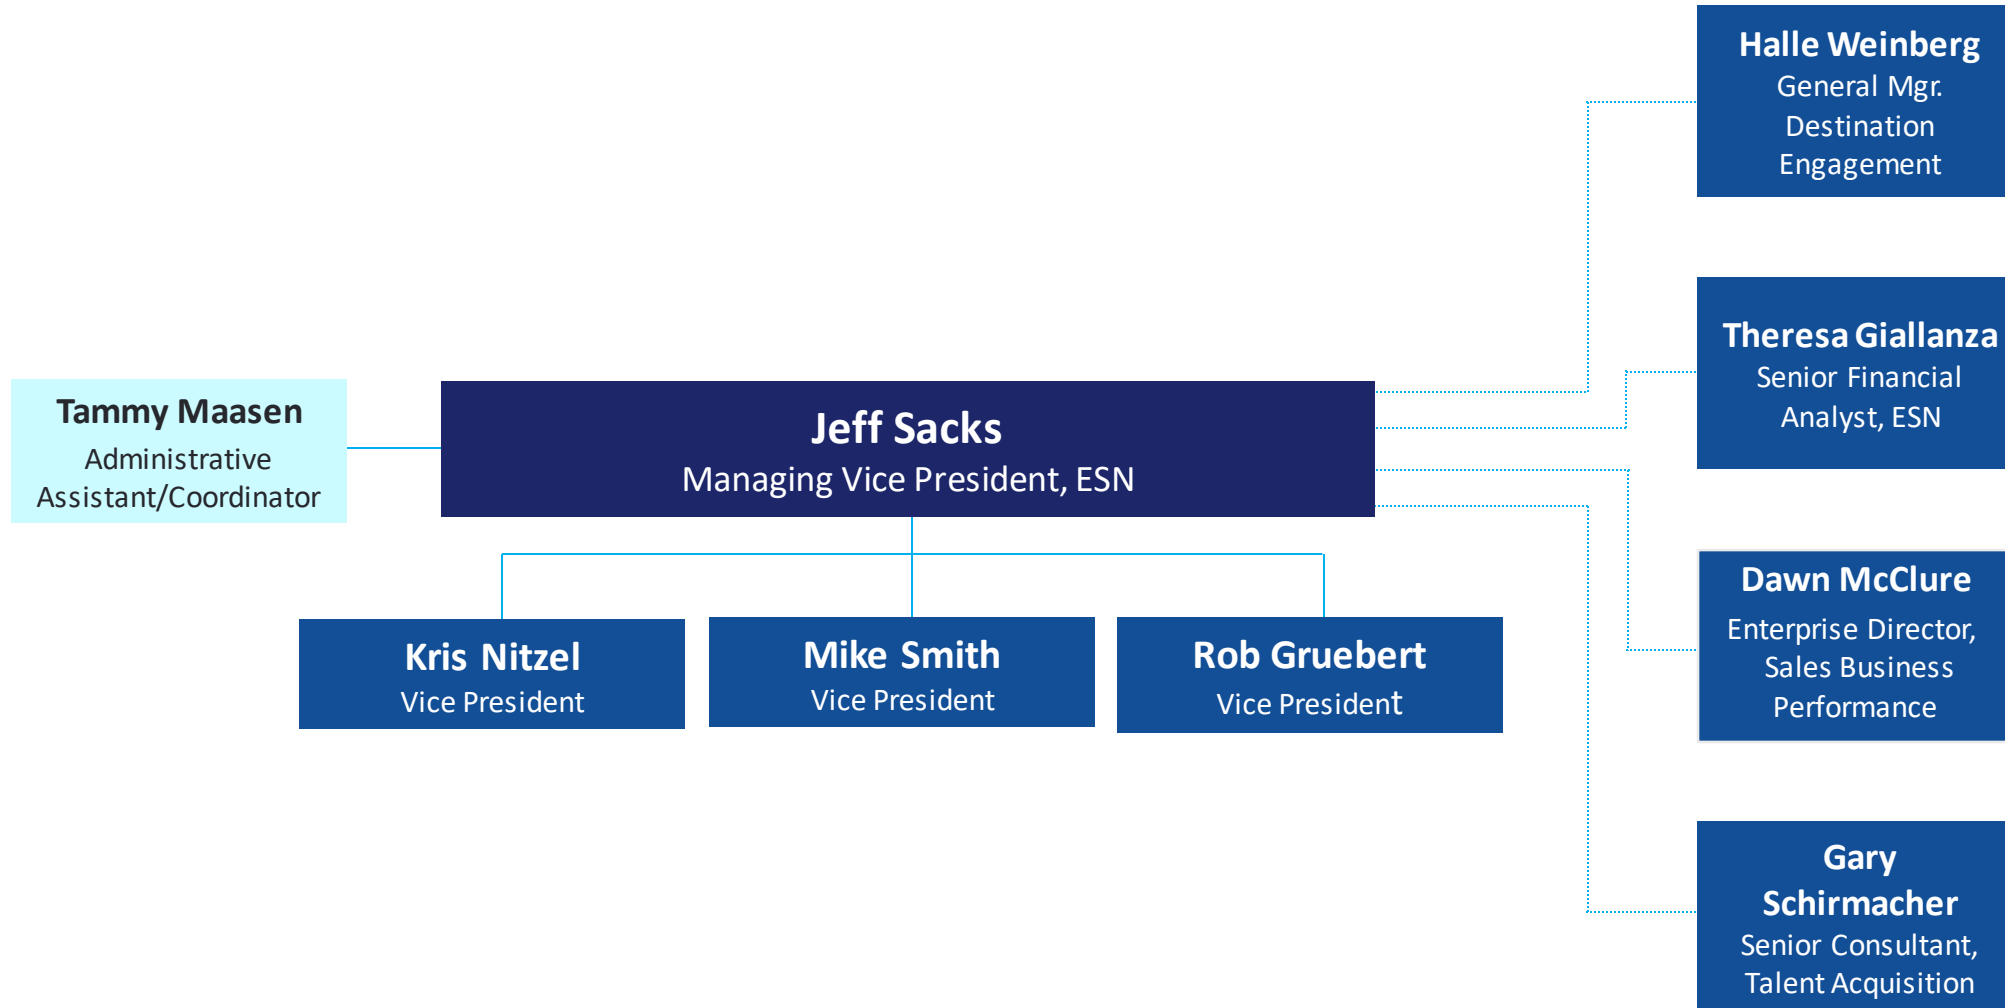 Halle Weinberg
General Mgr.
Destination
Engagement
Theresa Giallanza
Senior Financial
Analyst, ESN
Tammy Maasen
Administrative
Assistant/Coordinator
Jeff Sacks
Managing Vice President, ESN
Kris Nitzel
Vice President
Mike Smith
Vice President
Rob Gruebert
Vice President
Dawn McClure
Enterprise Director,
Sales Business
Performance
Gary
Schirmacher
Senior Consultant,
Talent Acquisition